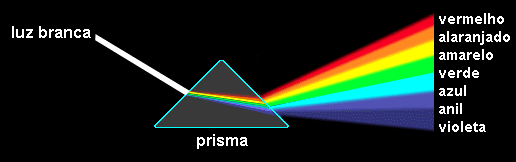 luz branca
prisma
vermelho
alaranjado
amarelo
verde
azul
anil
violeta